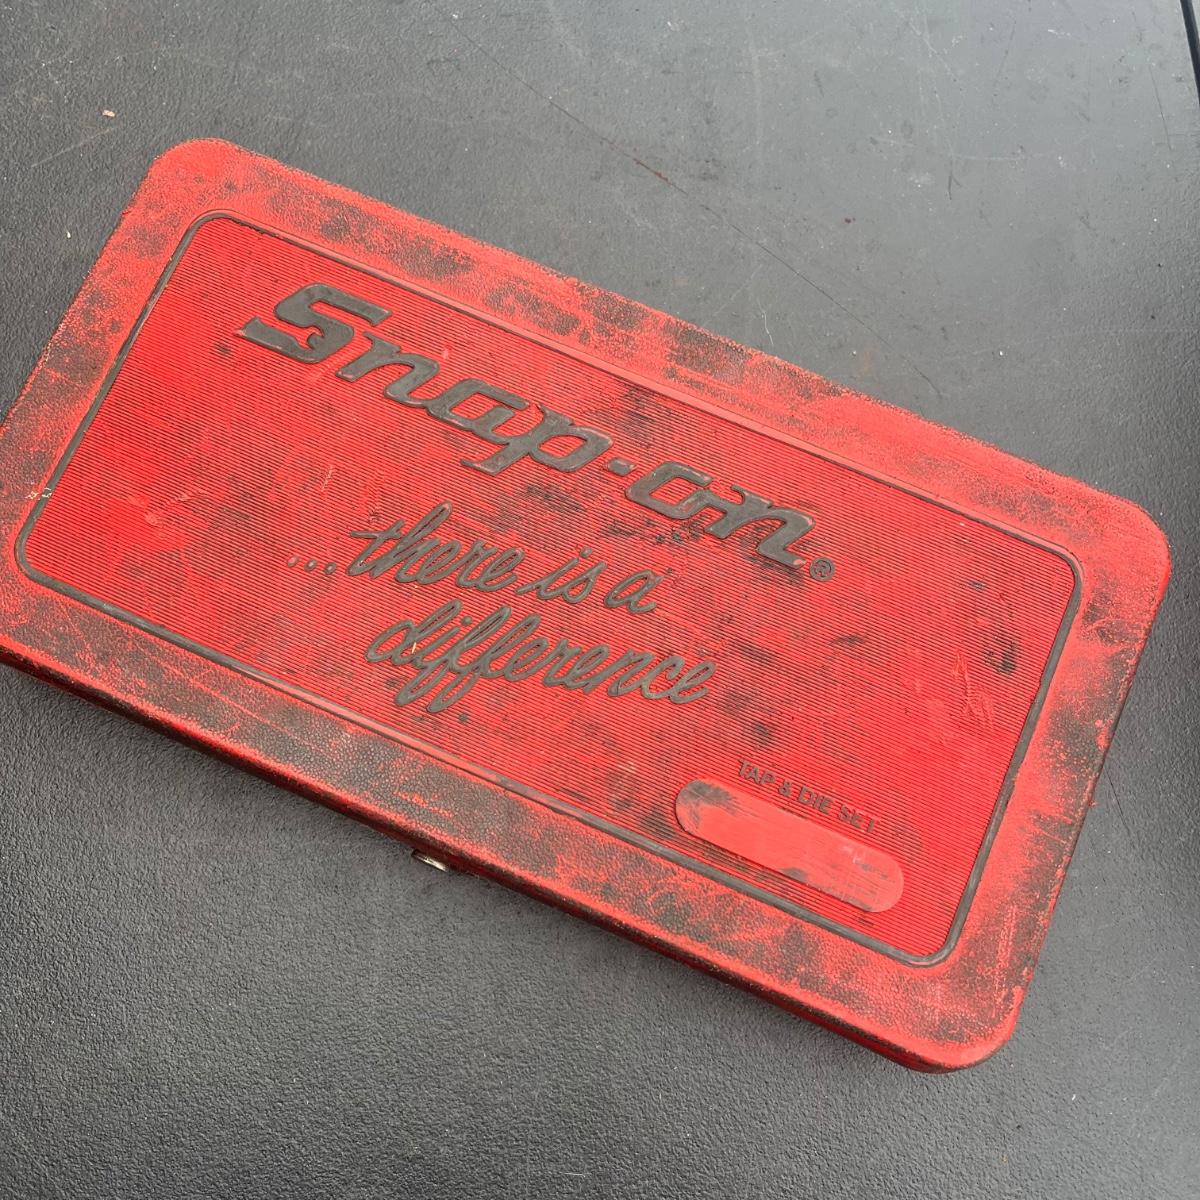 Snap-on®
...there is a
difference
TAP & DIE SET